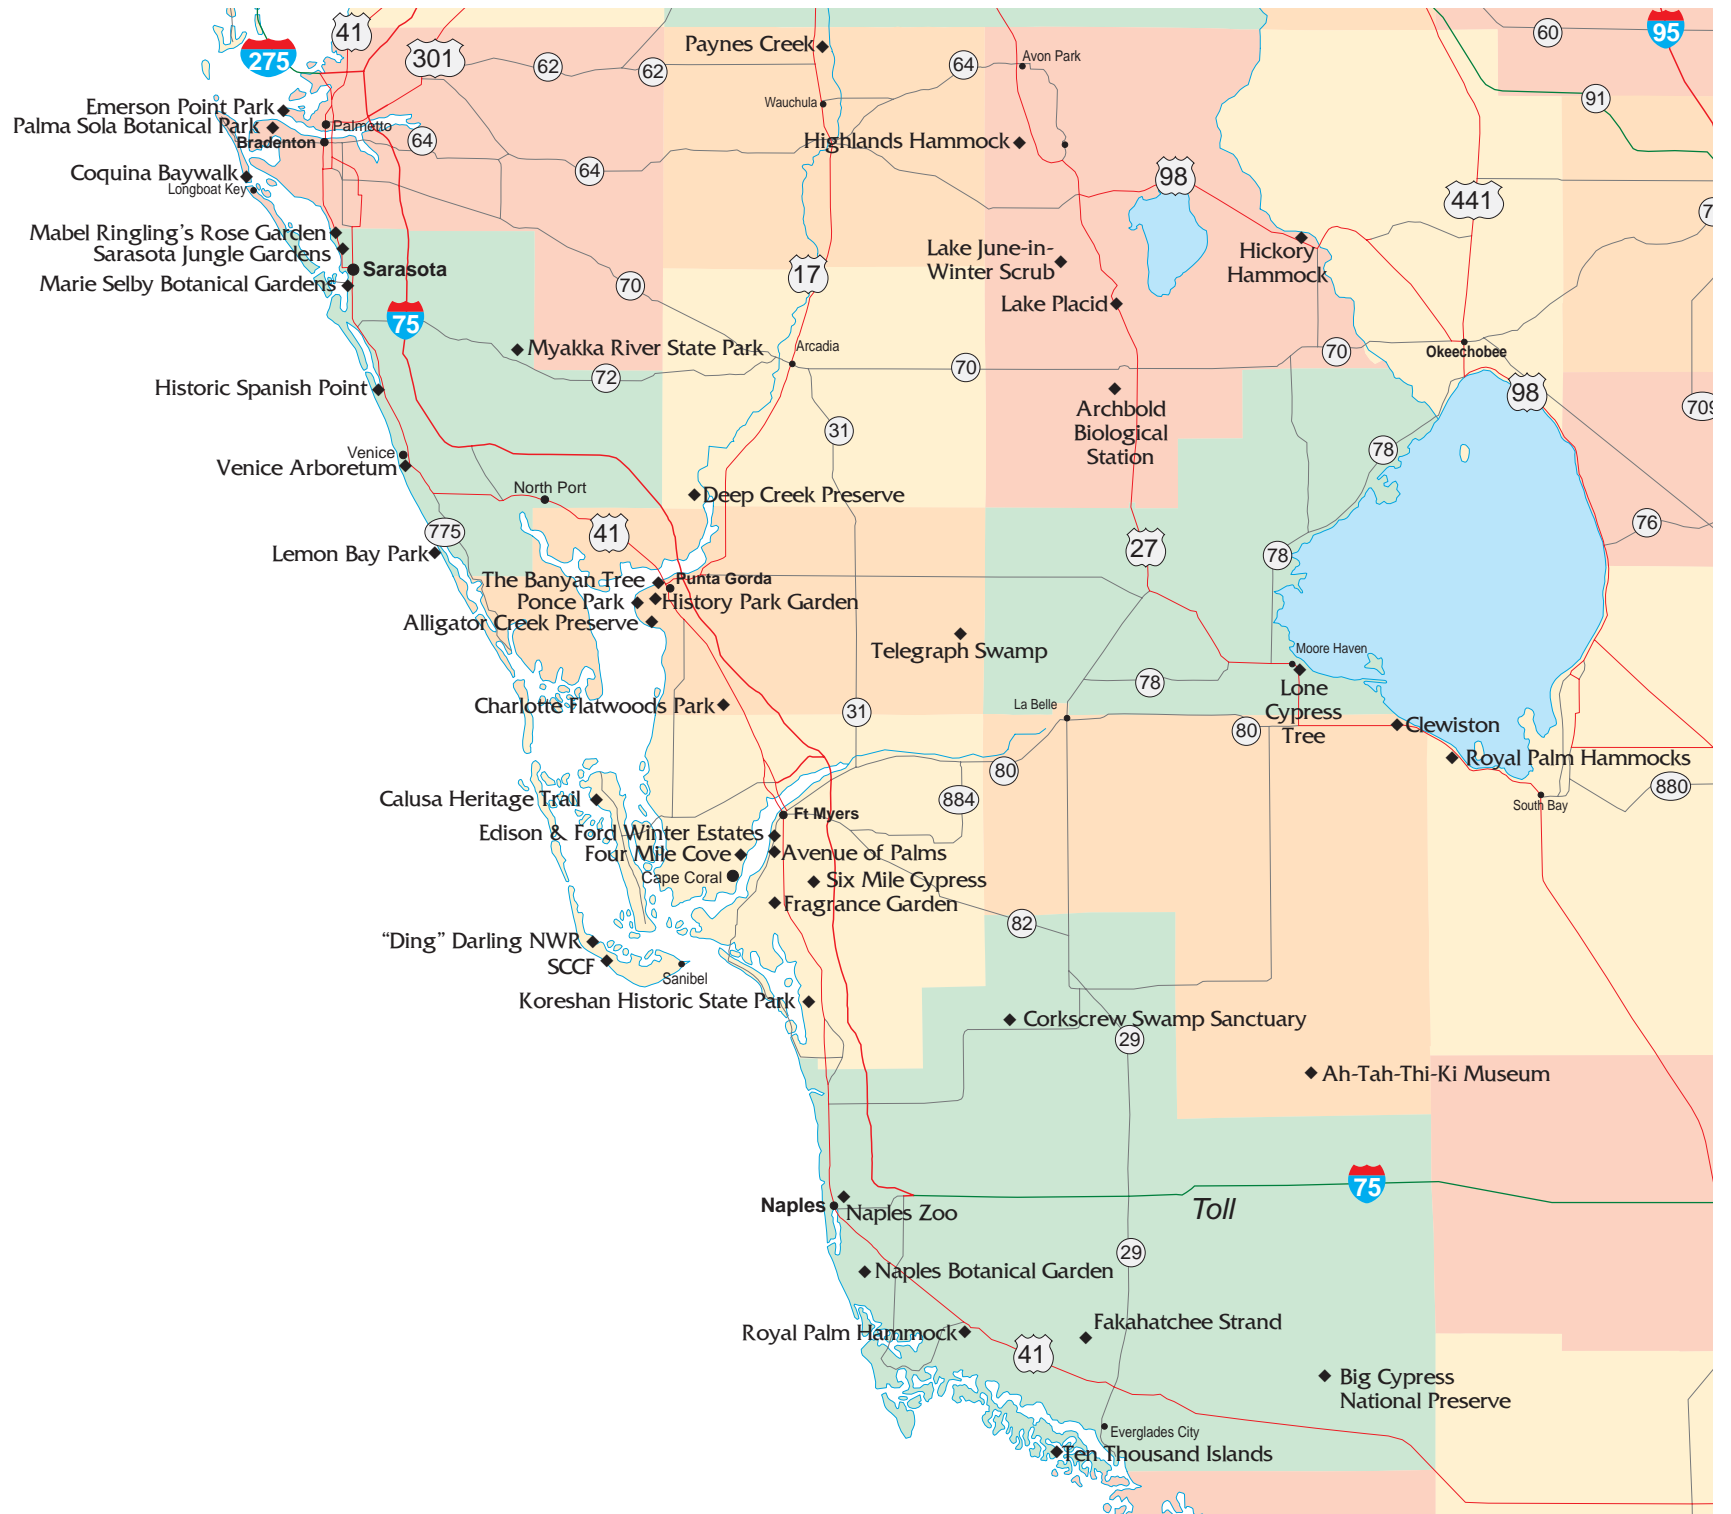 41
301
275
62
62
Paynes Creek
64
Avon Park
60
95
91
Wauchula
Emerson Point Park
Palma Sola Botanical Park
Palmetto
Bradenton
64
64
Highlands Hammock
98
441
Coquina Baywalk
Longboat Key
Mabel Ringling's Rose Garden
Sarasota Jungle Gardens
Sarasota
Marie Selby Botanical Gardens
70
17
Lake June-in-
Winter Scrub
Lake Placid
Hickory
Hammock
75
Myakka River State Park
Arcadia
72
70
70
Okeechobee
98
709
Historic Spanish Point
Archbold
Biological
Station
31
78
Venice
Venice Arboretum
North Port
Deep Creek Preserve
775
41
27
76
78
Lemon Bay Park
The Banyan Tree
Punta Gorda
Ponce Park
History Park Garden
Alligator Creek Preserve
Telegraph Swamp
Moore Haven
78
Lone
Cypress
Tree
Charlotte Flatwoods Park
31
La Belle
80
Clewiston
Royal Palm Hammocks
80
884
880
South Bay
Calusa Heritage Trail
Ft Myers
Edison & Ford Winter Estates
Four Mile Cove
Avenue of Palms
Cape Coral
Six Mile Cypress
Fragrance Garden
82
“Ding” Darling NWR
SCCF
Sanibel
Koreshan Historic State Park
Corkscrew Swamp Sanctuary
29
Ah-Tah-Thi-Ki Museum
75
Naples
Naples Zoo
Toll
29
Naples Botanical Garden
Royal Palm Hammock
Fakahatchee Strand
41
Big Cypress
National Preserve
Everglades City
Ten Thousand Islands